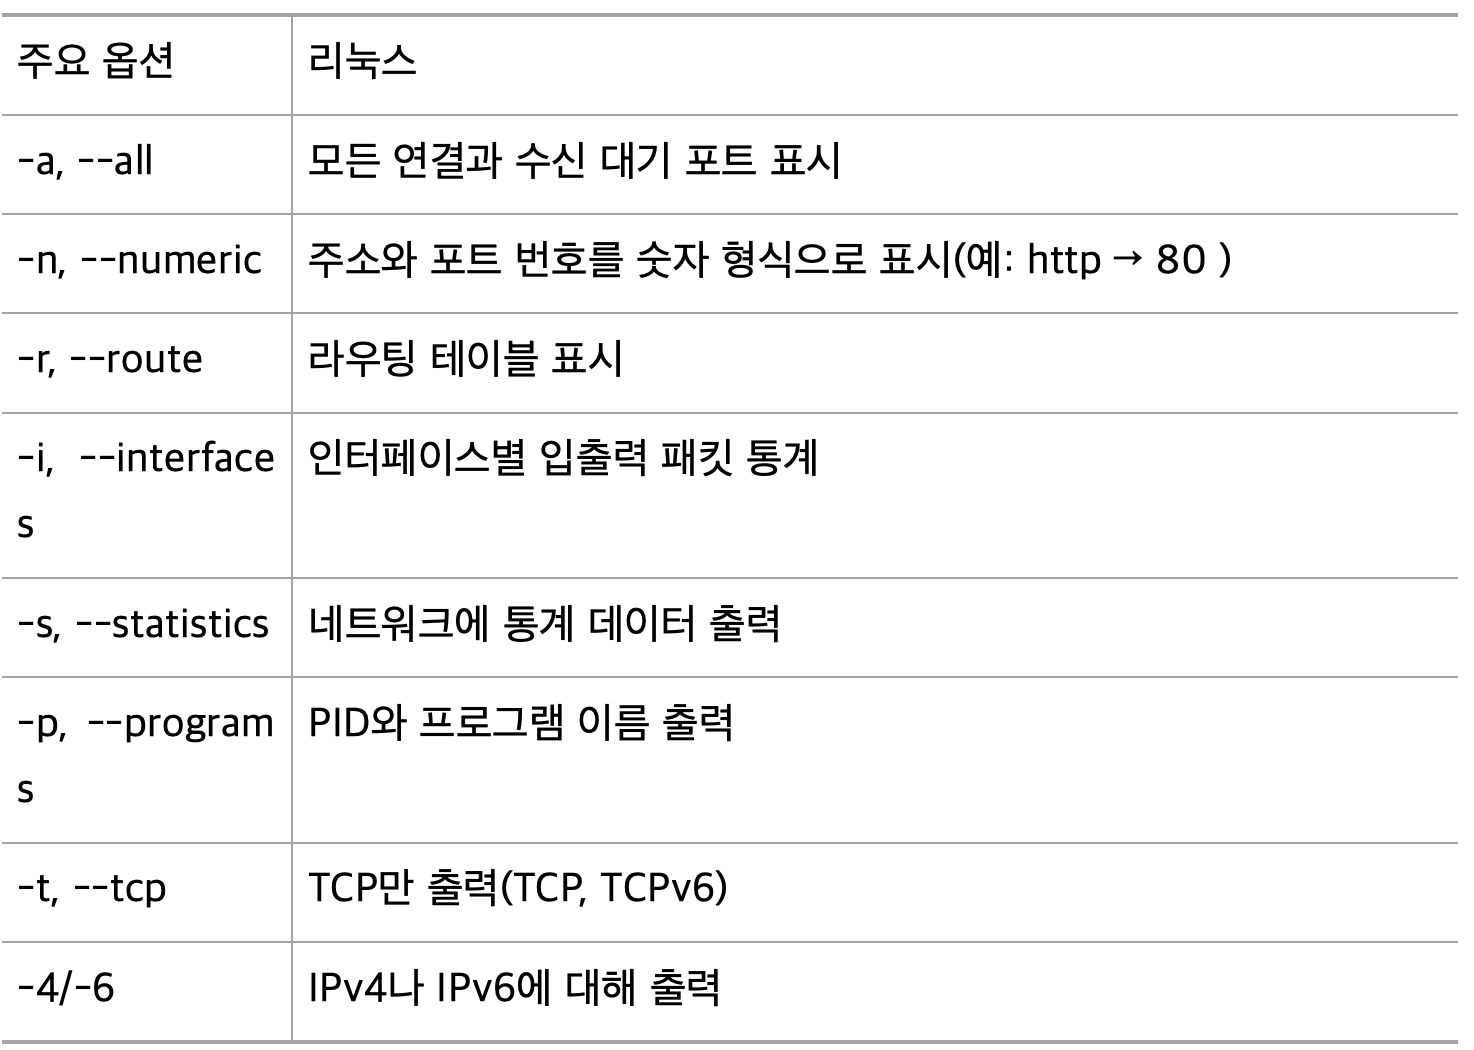 주요 옵션 리눅스
-a, --all 모든 연결과 수신 대기 포트 표시
-n, --numeric 주소와 포트 번호를 숫자 형식으로 표시(예: http → 80 )
-r, --route 라우팅 테이블 표시
-i, --interface 인터페이스별 입출력 패킷 통계
s
-s, --statistics 네트워크에 통계 데이터 출력
-p, --program PID와 프로그램 이름 출력
s
-t, --tcp TCP만 출력(TCP, TCPv6)
-4/-6 IPv4나 IPv6에 대해 출력